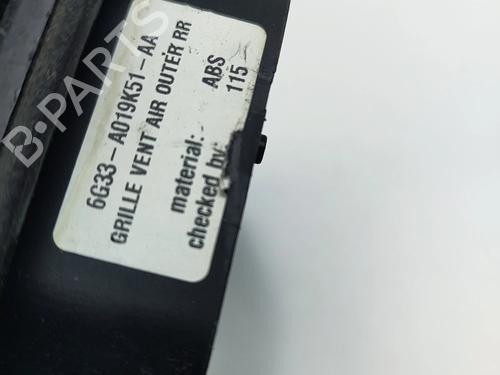 B-PARTS
6G33-A019K51-AA
GRILLE VENT AIR OUTER RR
material:- ABS
checked by: 115